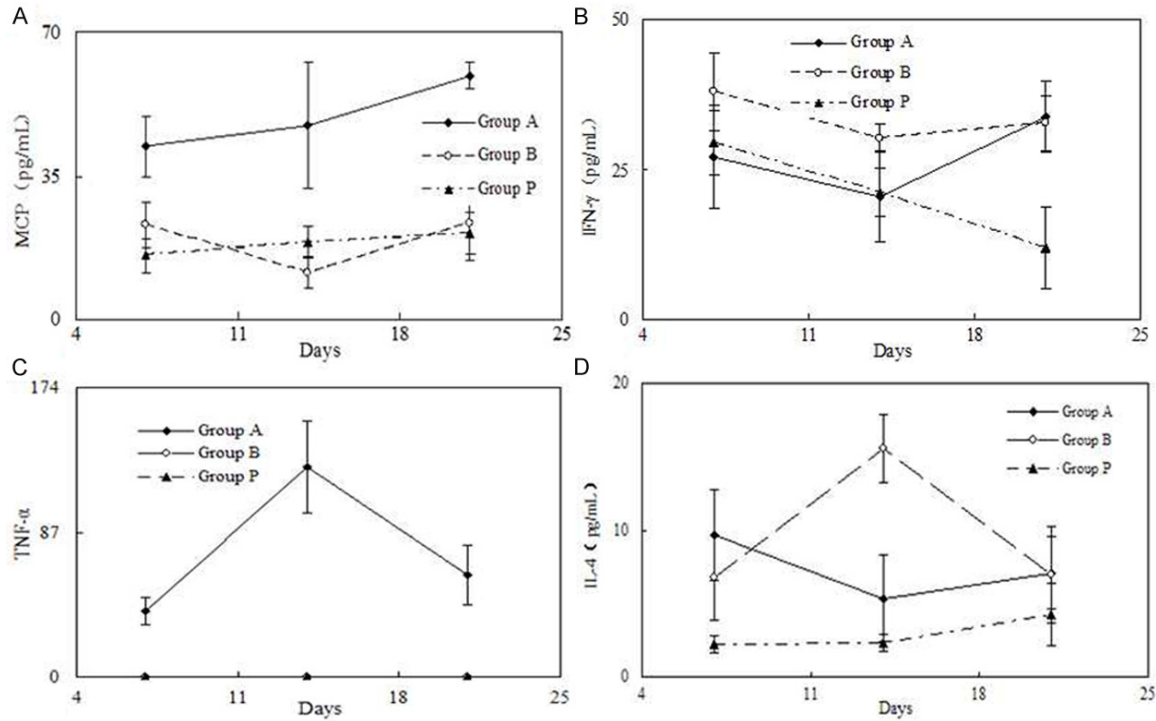 A
70
35
0
MCP (pg/mL)
Group A
Group B
Group P
4 11 18 25
Days
B
50
25
0
IFN-γ (pg/mL)
Group A
Group B
Group P
4 11 18 25
Days
C
174
87
0
TNF-α
Group A
Group B
Group P
4 11 18 25
Days
D
20
10
0
IL-4 (pg/mL)
Group A
Group B
Group P
4 11 18 25
Days